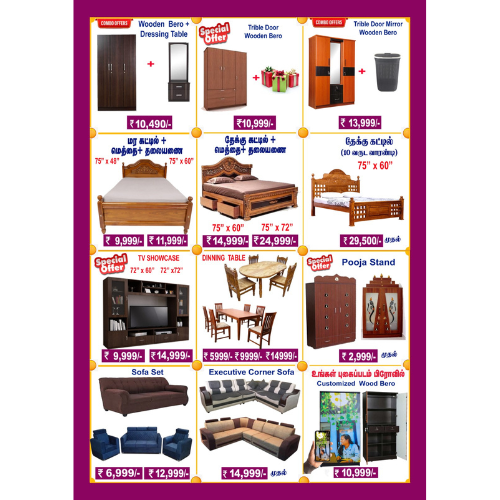 COMBO OFFERS
Wooden Bero +
Dressing Table
+
₹10,490/-
Special
Offer
Trible Door
Wooden Bero
+
₹10,999/-
COMBO OFFERS
Trible Door Mirror
Wooden Bero
+
₹ 13,999/-
மர கட்டில் +
மெத்தை+ தலையணை
75" x 48" 75" x 60"
₹ 9,999/- ₹ 11,999/-
தேக்கு கட்டில் +
மெத்தை+ தலையணை
75" x 60" 75" x 72"
₹ 14,999/- ₹ 24,999/-
தேக்கு கட்டில்
(10 வருட வாரண்டி)
75" x 60"
₹ 29,500/- முதல்
Special
Offer
TV SHOWCASE
72" x 60" 72" x72"
₹ 9,999/- ₹14,999/-
DINNING TABLE
₹ 5999/- ₹ 9999/- ₹14999/-
Special
Offer
Pooja Stand
₹ 2,999/- முதல்
Sofa Set
₹ 6,999/- ₹ 12,999/-
Executive Corner Sofa
₹ 14,999/- முதல்
உங்கள் புகைப்படம் பிரோவில்
Customized Wood Bero
₹ 10,999/-